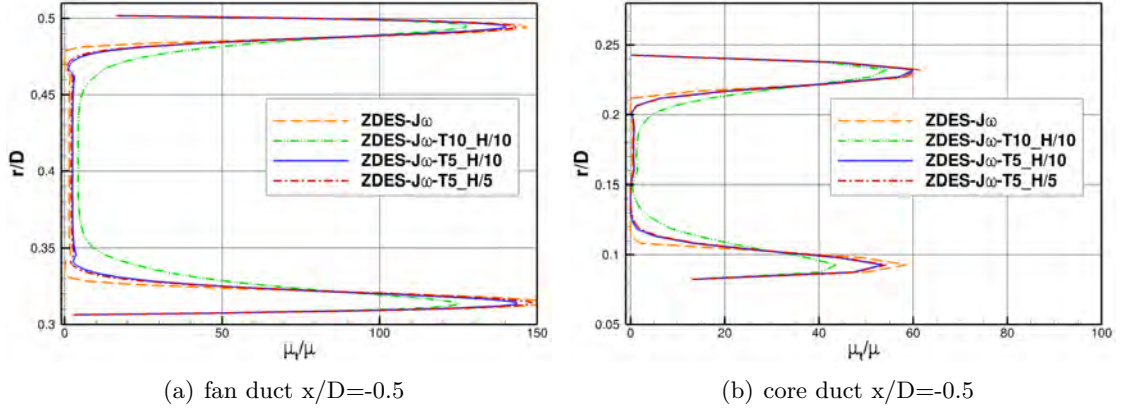 0.5
0.45
0.4
0.35
0.3
r/D
0
50
100
150
μt/μ
ZDES-Jω
ZDES-Jω-T10_H/10
ZDES-Jω-T5_H/10
ZDES-Jω-T5_H/5
(a) fan duct x/D=-0.5
0.25
0.2
0.15
0.1
0.05
r/D
0
20
40
60
80
100
μt/μ
ZDES-Jω
ZDES-Jω-T10_H/10
ZDES-Jω-T5_H/10
ZDES-Jω-T5_H/5
(b) core duct x/D=-0.5